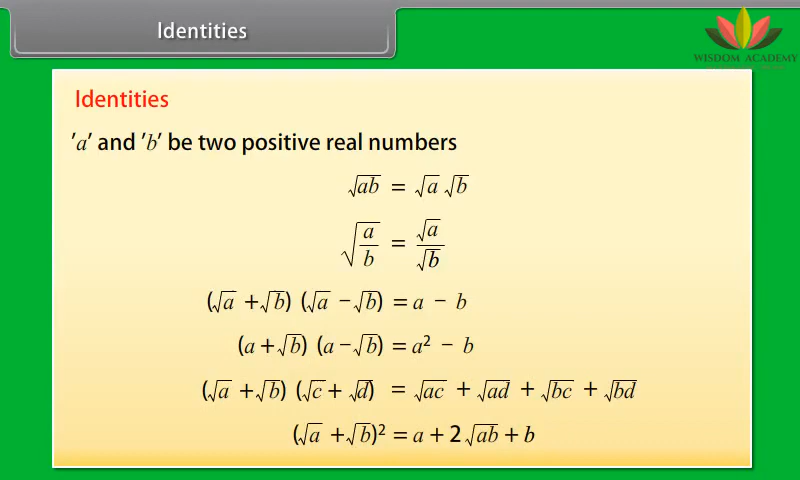 Identities
WISDOM ACADEMY
Identities
'a' and 'b' be two positive real numbers
√ab = √a √b
√(a/b) = √a/√b
(√a + √b) (√a − √b) = a − b
(a + √b) (a − √b) = a² − b
(√a + √b) (√c + √d) = √ac + √ad + √bc + √bd
(√a + √b)² = a + 2√ab + b